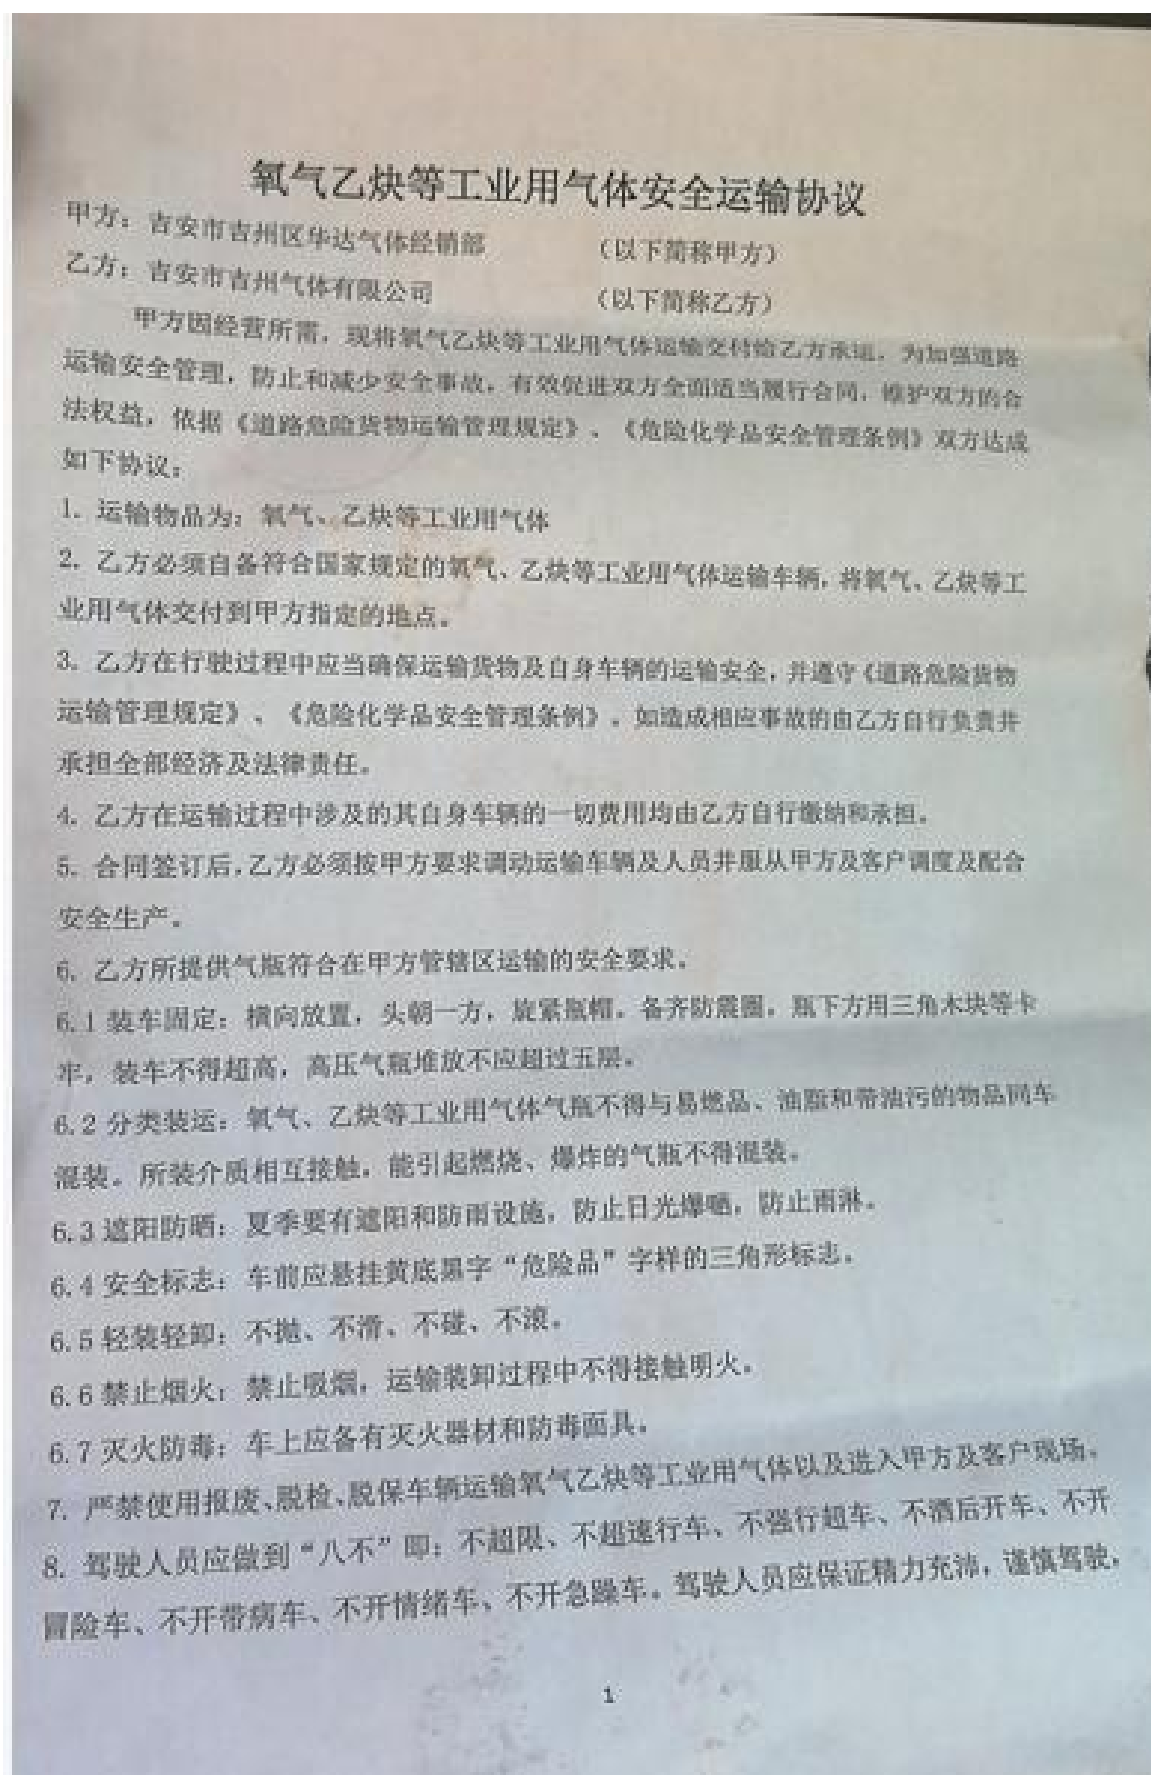 氧气乙炔等工业用气体安全运输协议
甲方：吉安市吉州区华达气体经销部 （以下简称甲方）
乙方：吉安市吉州气体有限公司 （以下简称乙方）
甲方因经营所需，现将氧气乙炔等工业用气体运输交付给乙方承运，为加强道路
运输安全管理，防止和减少安全事故，有效促进双方全面适当履行合同，维护双方的合
法权益，依据《道路危险货物运输管理规定》、《危险化学品安全管理条例》双方达成
如下协议：
1. 运输物品为：氧气、乙炔等工业用气体
2. 乙方必须自备符合国家规定的氧气、乙炔等工业用气体运输车辆，将氧气、乙炔等工
业用气体交付到甲方指定的地点。
3. 乙方在行驶过程中应当确保运输货物及自身车辆的运输安全，并遵守《道路危险货物
运输管理规定》、《危险化学品安全管理条例》。如造成相应事故的由乙方自行负责并
承担全部经济及法律责任。
4. 乙方在运输过程中涉及的其自身车辆的一切费用均由乙方自行缴纳和承担。
5. 合同签订后，乙方必须按甲方要求调动运输车辆及人员并服从甲方及客户调度及配合
安全生产。
6. 乙方所提供气瓶符合在甲方管辖区运输的安全要求。
6.1 装车固定：横向放置，头朝一方，旋紧瓶帽。备齐防震圈，瓶下方用三角木块等卡
牢，装车不得超高，高压气瓶堆放不应超过五层。
6.2 分类装运：氧气、乙炔等工业用气体气瓶不得与易燃品、油脂和带油污的物品同车
混装。所装介质相互接触，能引起燃烧、爆炸的气瓶不得混装。
6.3 遮阳防晒：夏季要有遮阳和防雨设施，防止日光爆晒，防止雨淋。
6.4 安全标志：车前应悬挂黄底黑字“危险品”字样的三角形标志。
6.5 轻装轻卸：不抛、不滑、不碰、不滚。
6.6 禁止烟火：禁止吸烟，运输装卸过程中不得接触明火。
6.7 灭火防毒：车上应备有灭火器材和防毒面具。
7. 严禁使用报废、脱检、脱保车辆运输氧气乙炔等工业用气体以及进入甲方及客户现场。
8. 驾驶人员应做到“八不”即：不超限、不超速行车、不强行超车、不酒后开车、不开
冒险车、不开带病车、不开情绪车、不开急躁车。驾驶人员应保证精力充沛，谨慎驾驶，
1